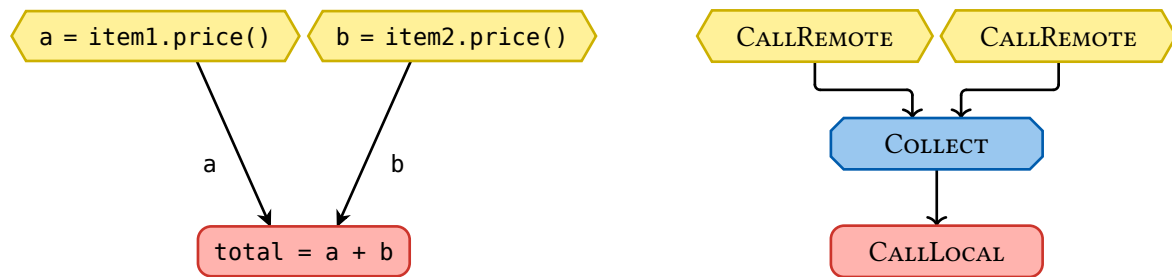 a = item1.price()
b = item2.price()
a
b
total = a + b
CALLREMOTE
CALLREMOTE
COLLECT
CALLLOCAL